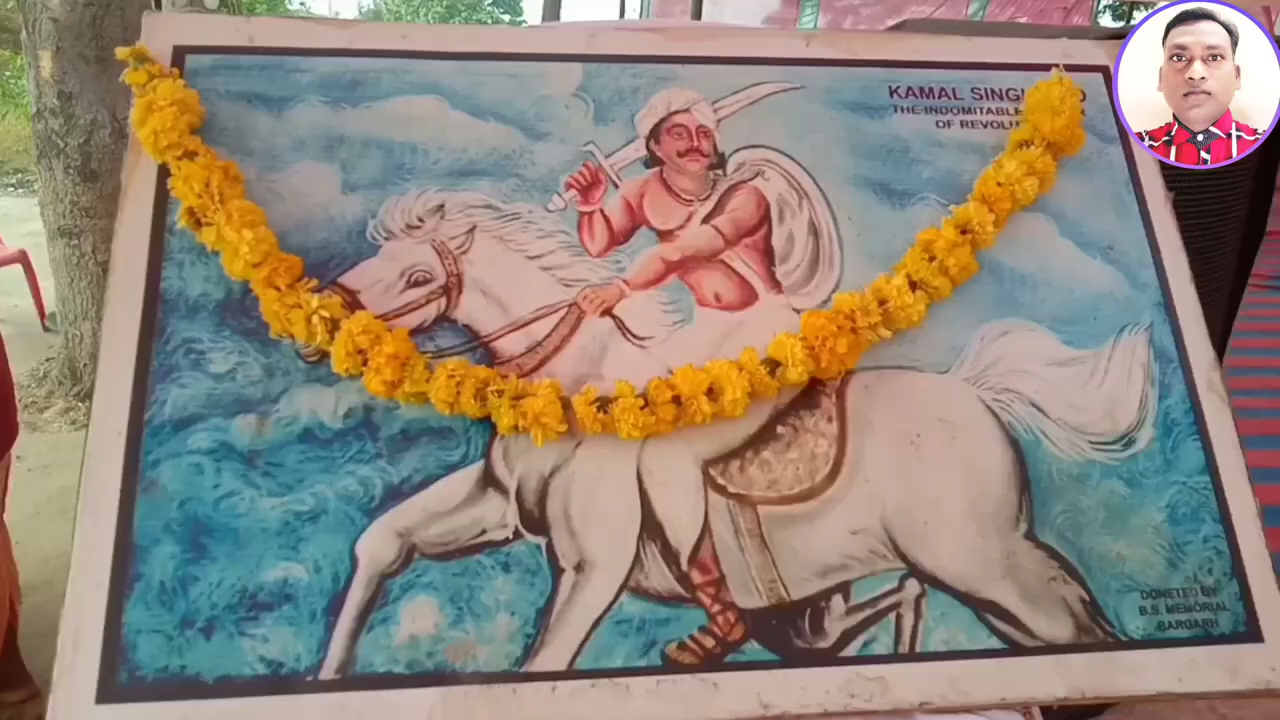 KAMAL SINGH
THE INDOMITABLE
OF REVOLU
DONETED BY
B.S. MEMORIAL
BARGARH